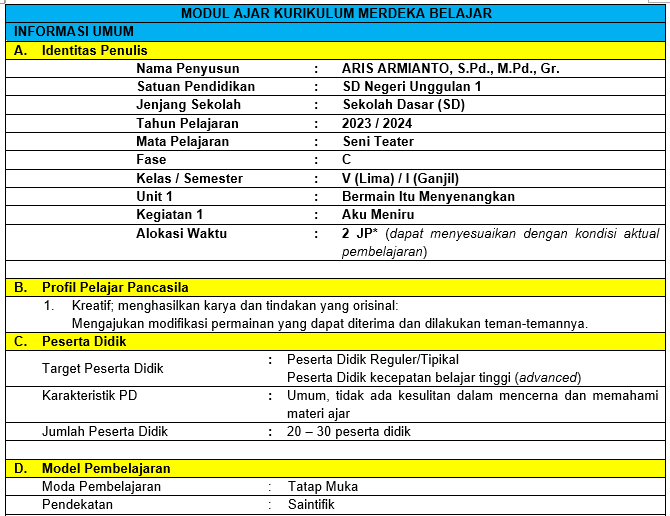 MODUL AJAR KURIKULUM MERDEKA BELAJAR
INFORMASI UMUM
A. Identitas Penulis
Nama Penyusun : ARIS ARMIANTO, S.Pd., M.Pd., Gr.
Satuan Pendidikan : SD Negeri Unggulan 1
Jenjang Sekolah : Sekolah Dasar (SD)
Tahun Pelajaran : 2023 / 2024
Mata Pelajaran : Seni Teater
Fase : C
Kelas / Semester : V (Lima) / I (Ganjil)
Unit 1 : Bermain Itu Menyenangkan
Kegiatan 1 : Aku Meniru
Alokasi Waktu : 2 JP* (dapat menyesuaikan dengan kondisi aktual
pembelajaran)
B. Profil Pelajar Pancasila
1. Kreatif; menghasilkan karya dan tindakan yang orisinal:
Mengajukan modifikasi permainan yang dapat diterima dan dilakukan teman-temannya.
C. Peserta Didik
Target Peserta Didik : Peserta Didik Reguler/Tipikal
Peserta Didik kecepatan belajar tinggi (advanced)
Karakteristik PD : Umum, tidak ada kesulitan dalam mencerna dan memahami
materi ajar
Jumlah Peserta Didik : 20 – 30 peserta didik
D. Model Pembelajaran
Moda Pembelajaran : Tatap Muka
Pendekatan : Saintifik